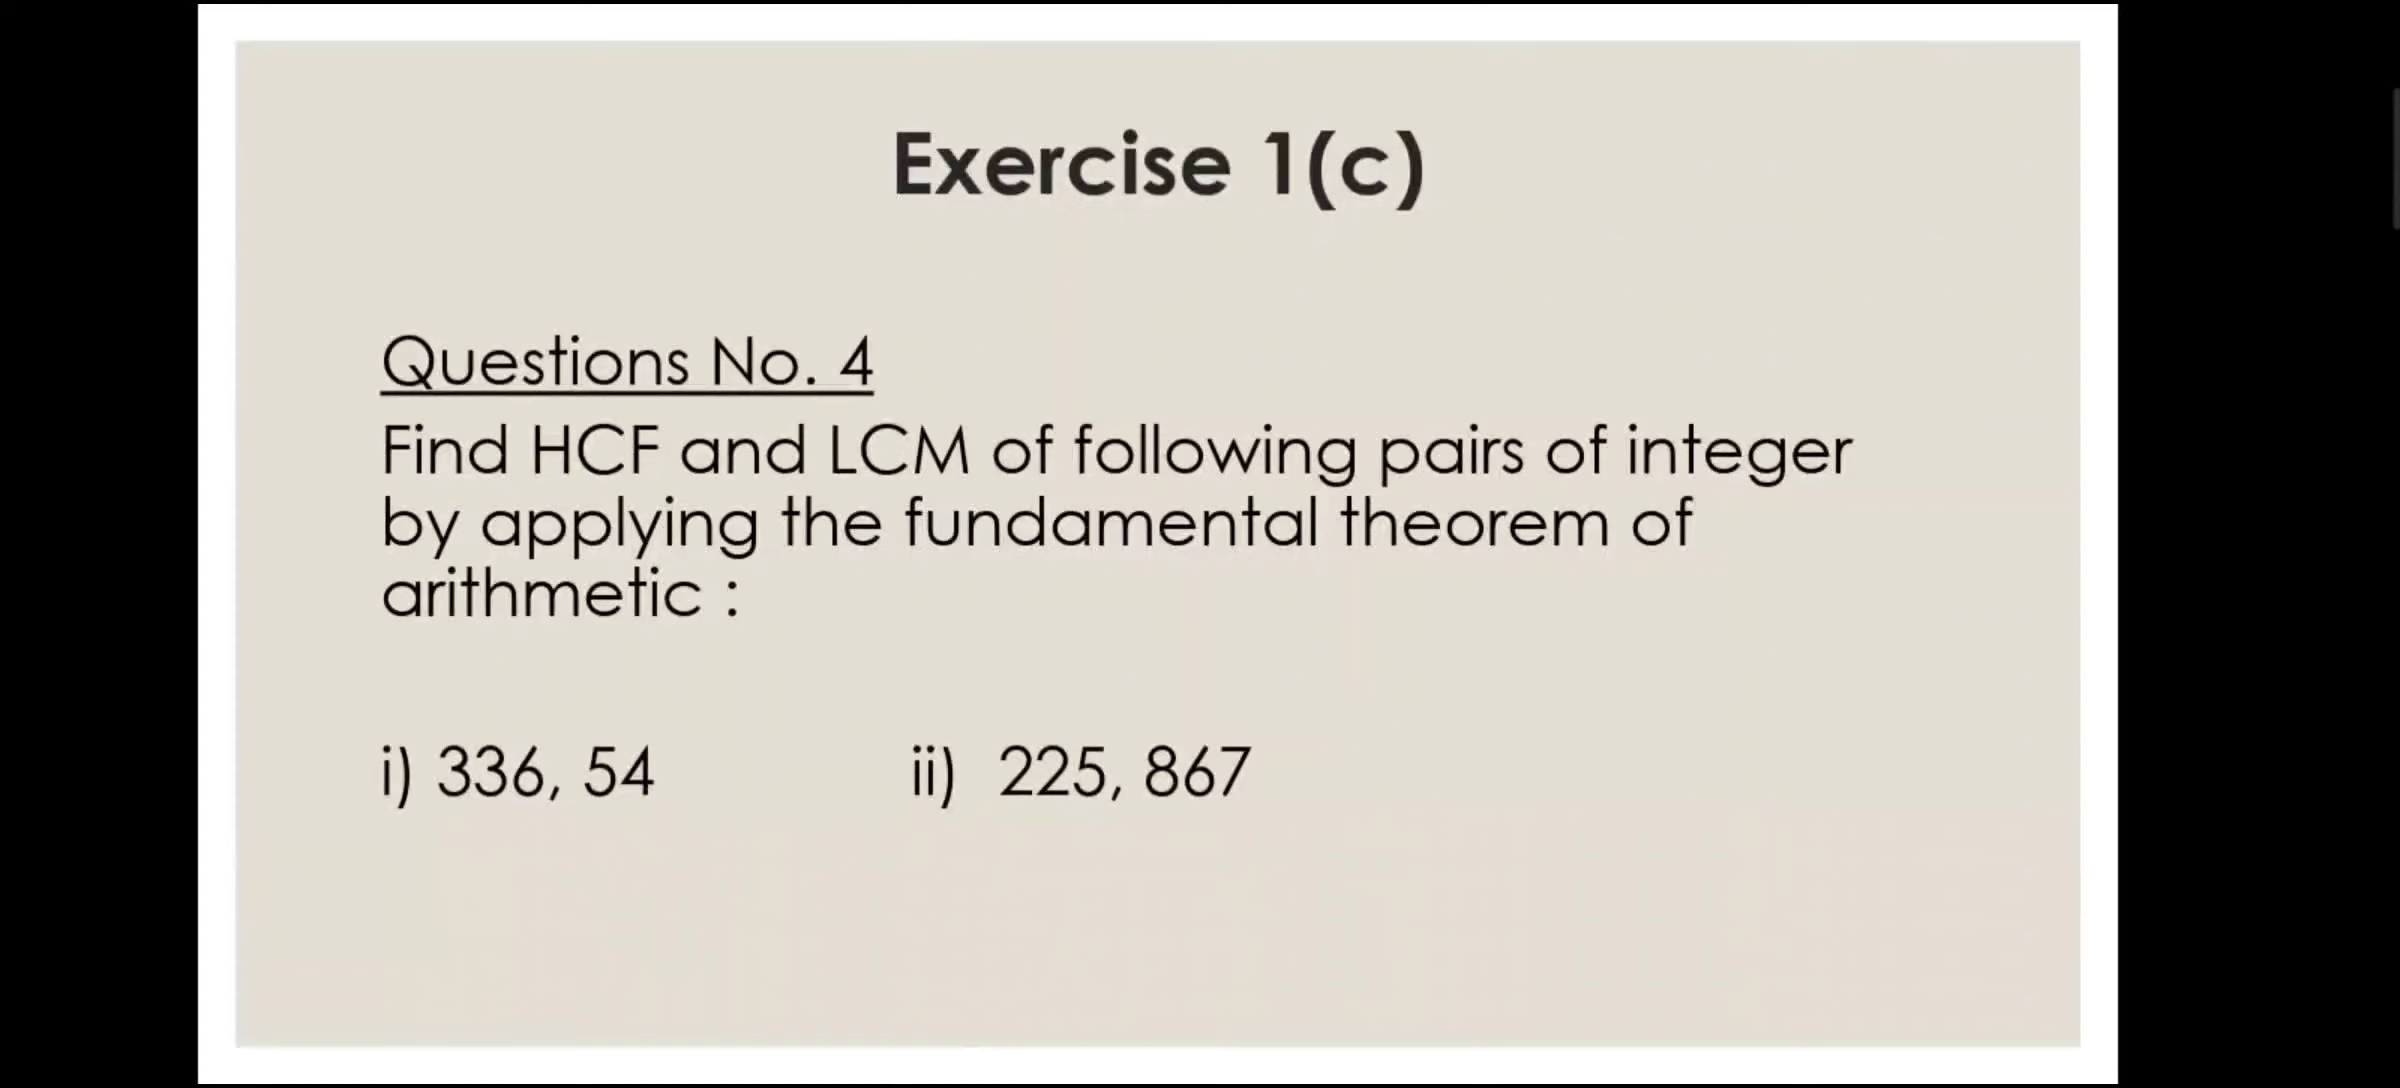 Exercise 1(c)
Questions No. 4
Find HCF and LCM of following pairs of integer
by applying the fundamental theorem of
arithmetic :
i) 336, 54 ii) 225, 867